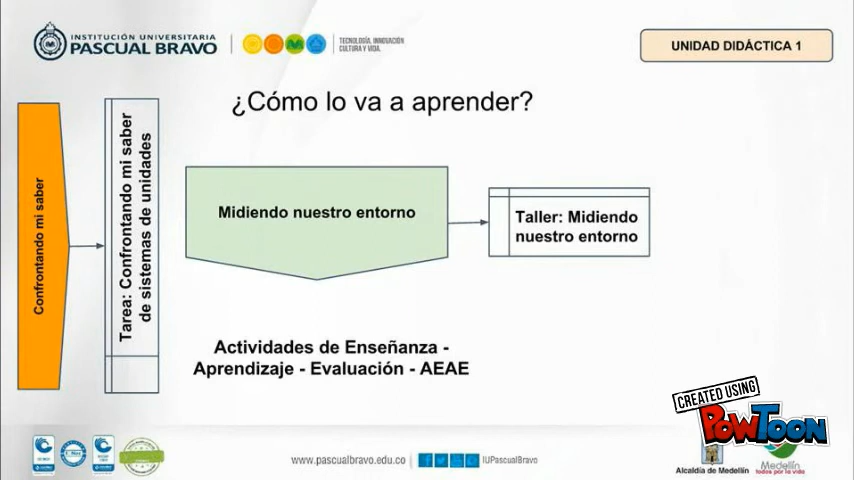 INSTITUCIÓN UNIVERSITARIA
PASCUAL BRAVO
TECNOLOGÍA, INNOVACIÓN
CULTURA Y VIDA.
UNIDAD DIDÁCTICA 1
¿Cómo lo va a aprender?
Confrontando mi saber
Tarea: Confrontando mi saber
de sistemas de unidades
Midiendo nuestro entorno
Taller: Midiendo
nuestro entorno
Actividades de Enseñanza -
Aprendizaje - Evaluación - AEAE
CREATED USING
POWTOON
www.pascualbravo.edu.co
IUPascualBravo
Alcaldía de Medellín
Medellín
todos por la vida